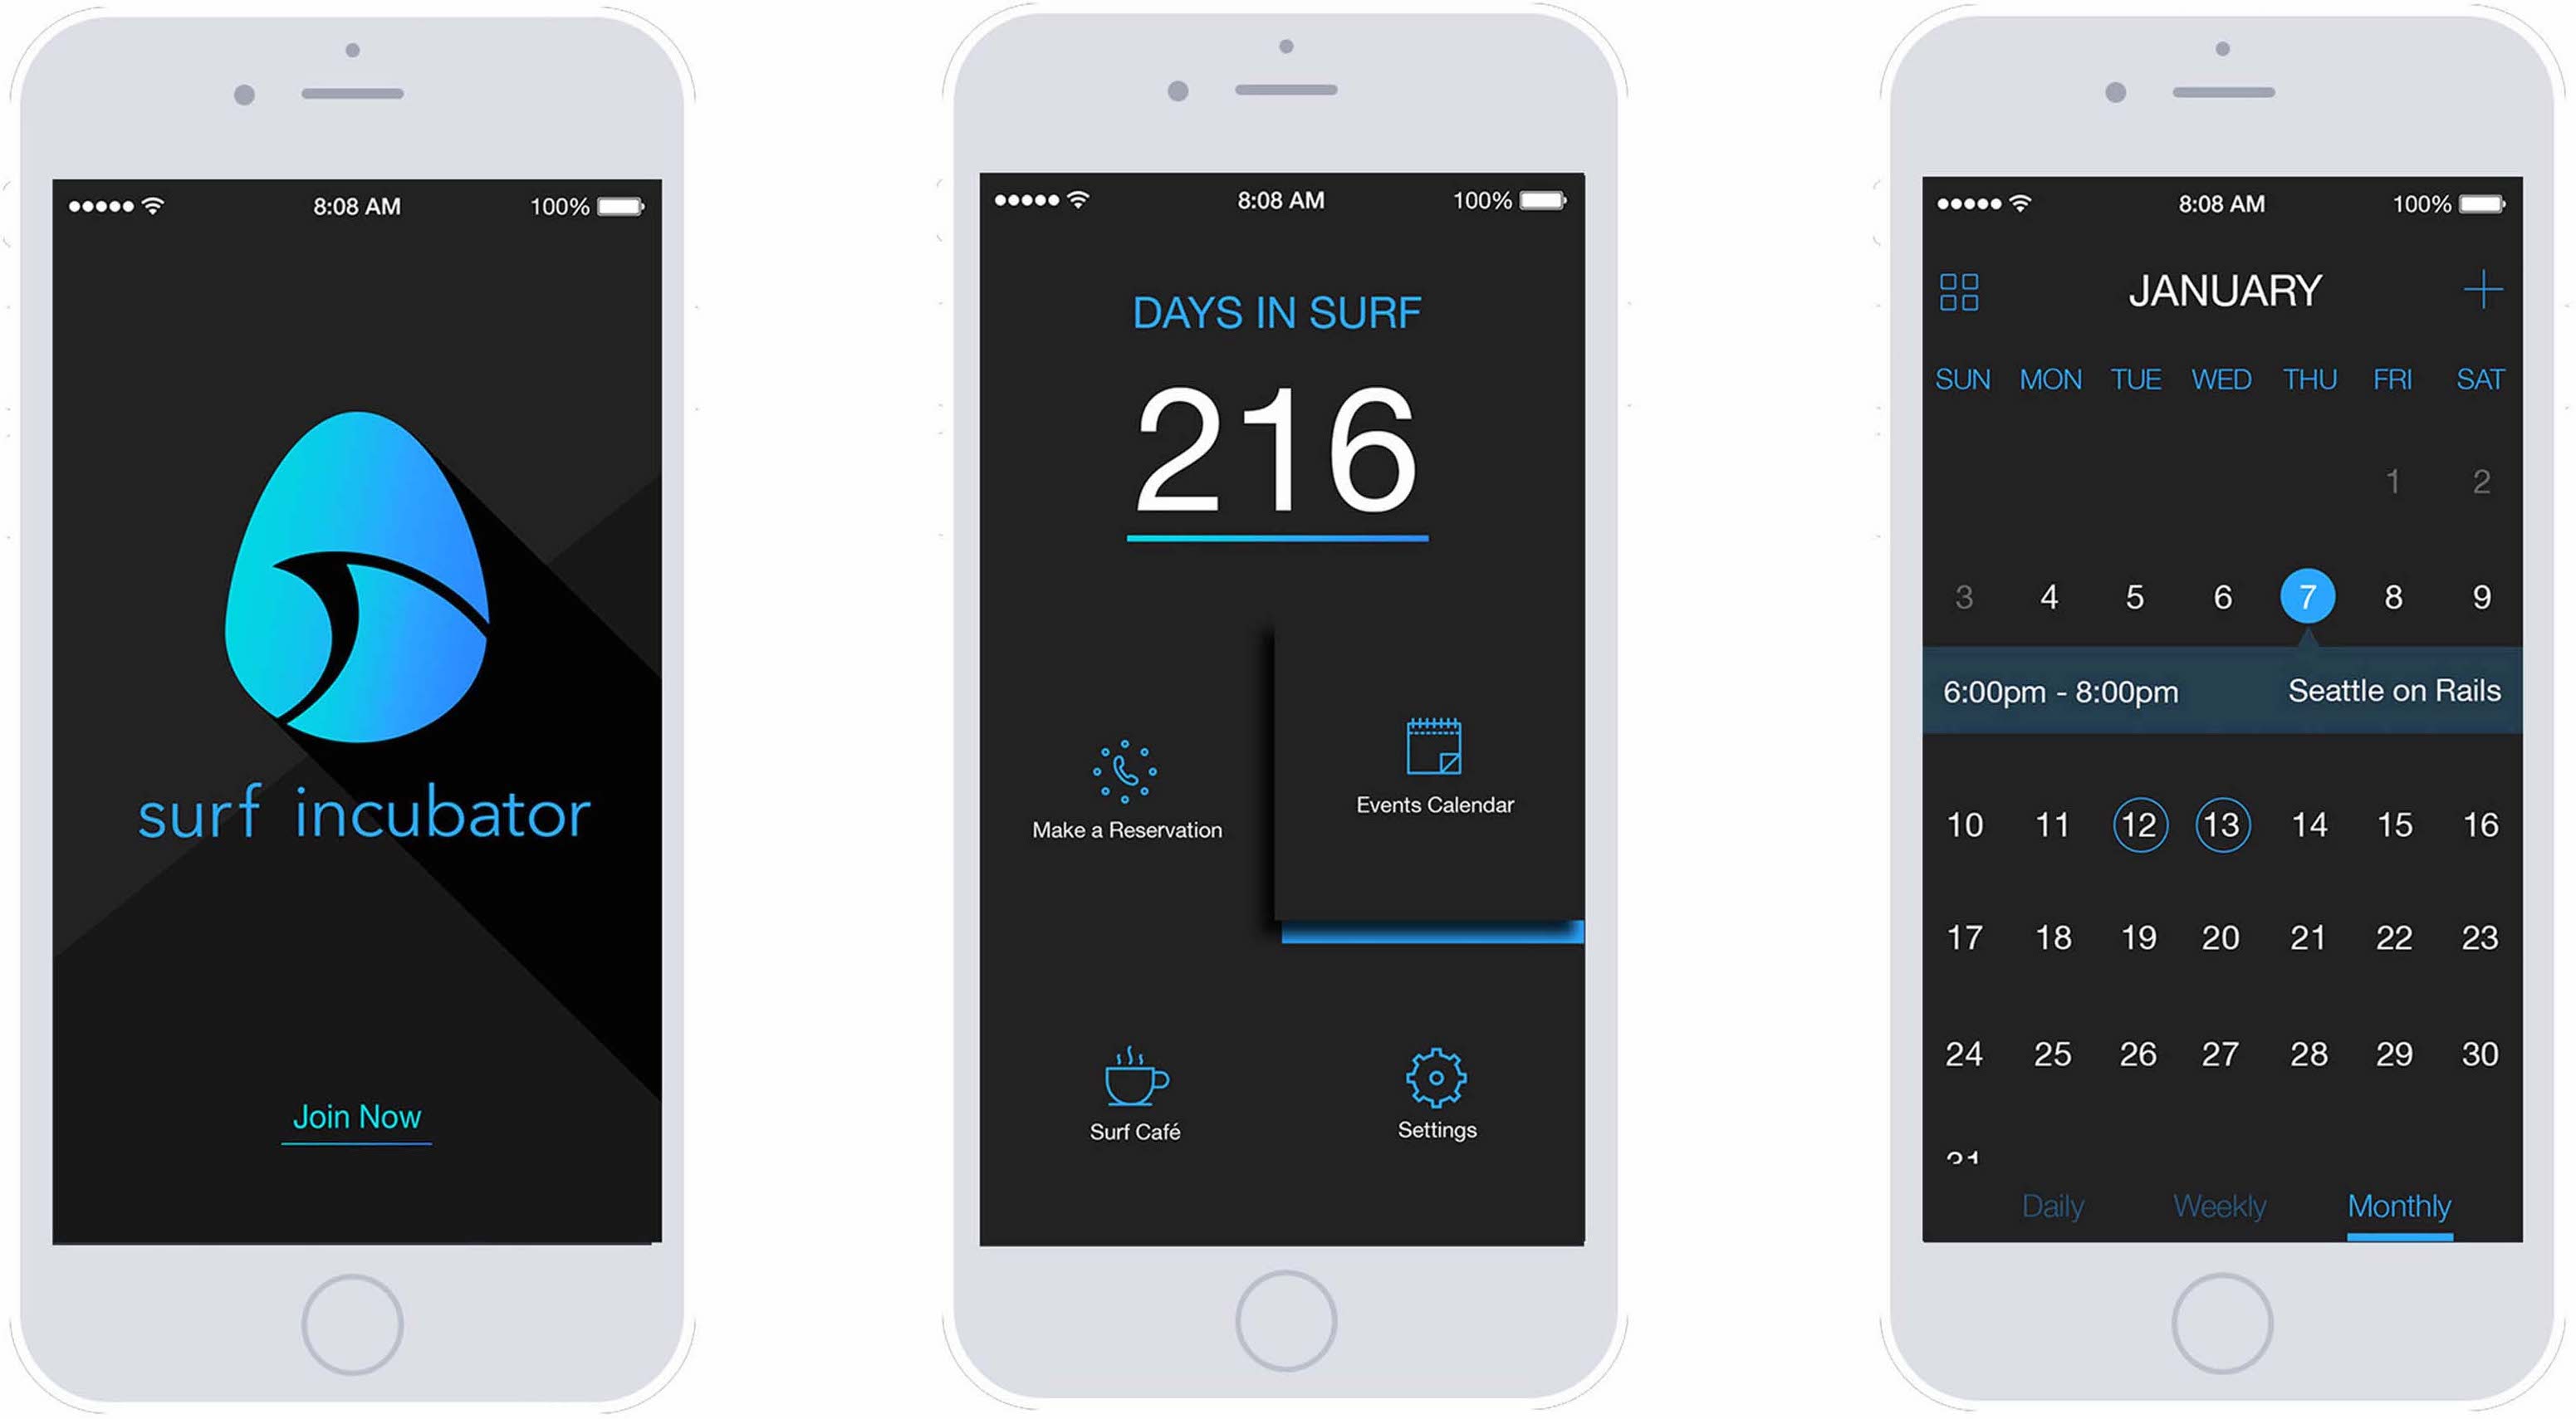 8:08 AM 100%
surf incubator
Join Now
8:08 AM 100%
DAYS IN SURF
216
Make a Reservation
Events Calendar
Surf Café
Settings
8:08 AM 100%
JANUARY
SUN MON TUE WED THU FRI SAT
1 2
3 4 5 6 7 8 9
6:00pm - 8:00pm Seattle on Rails
10 11 12 13 14 15 16
17 18 19 20 21 22 23
24 25 26 27 28 29 30
31
Daily Weekly Monthly